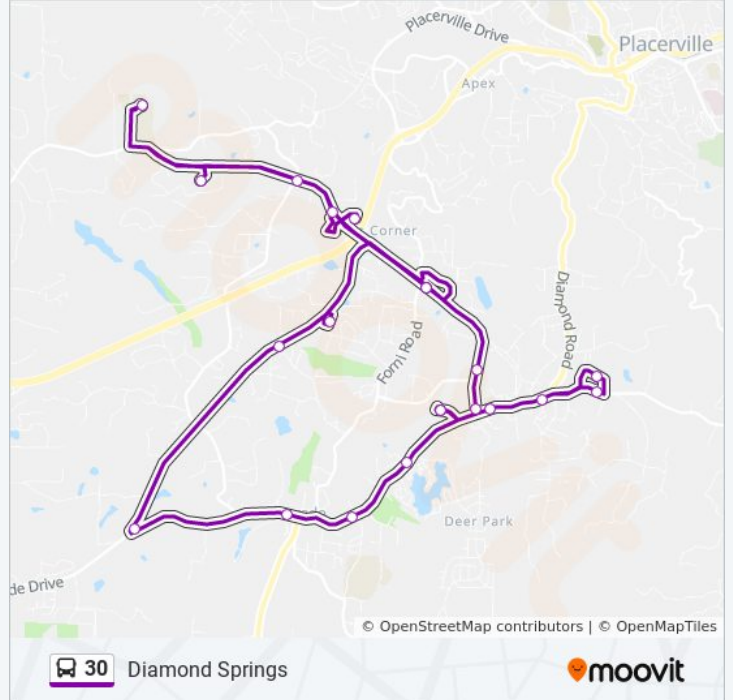 Placerville Drive
Placerville
Apex
Corner
Diamond Road
Forni Road
Deer Park
de Drive
© OpenStreetMap contributors | © OpenMapTiles
30 Diamond Springs
moovit